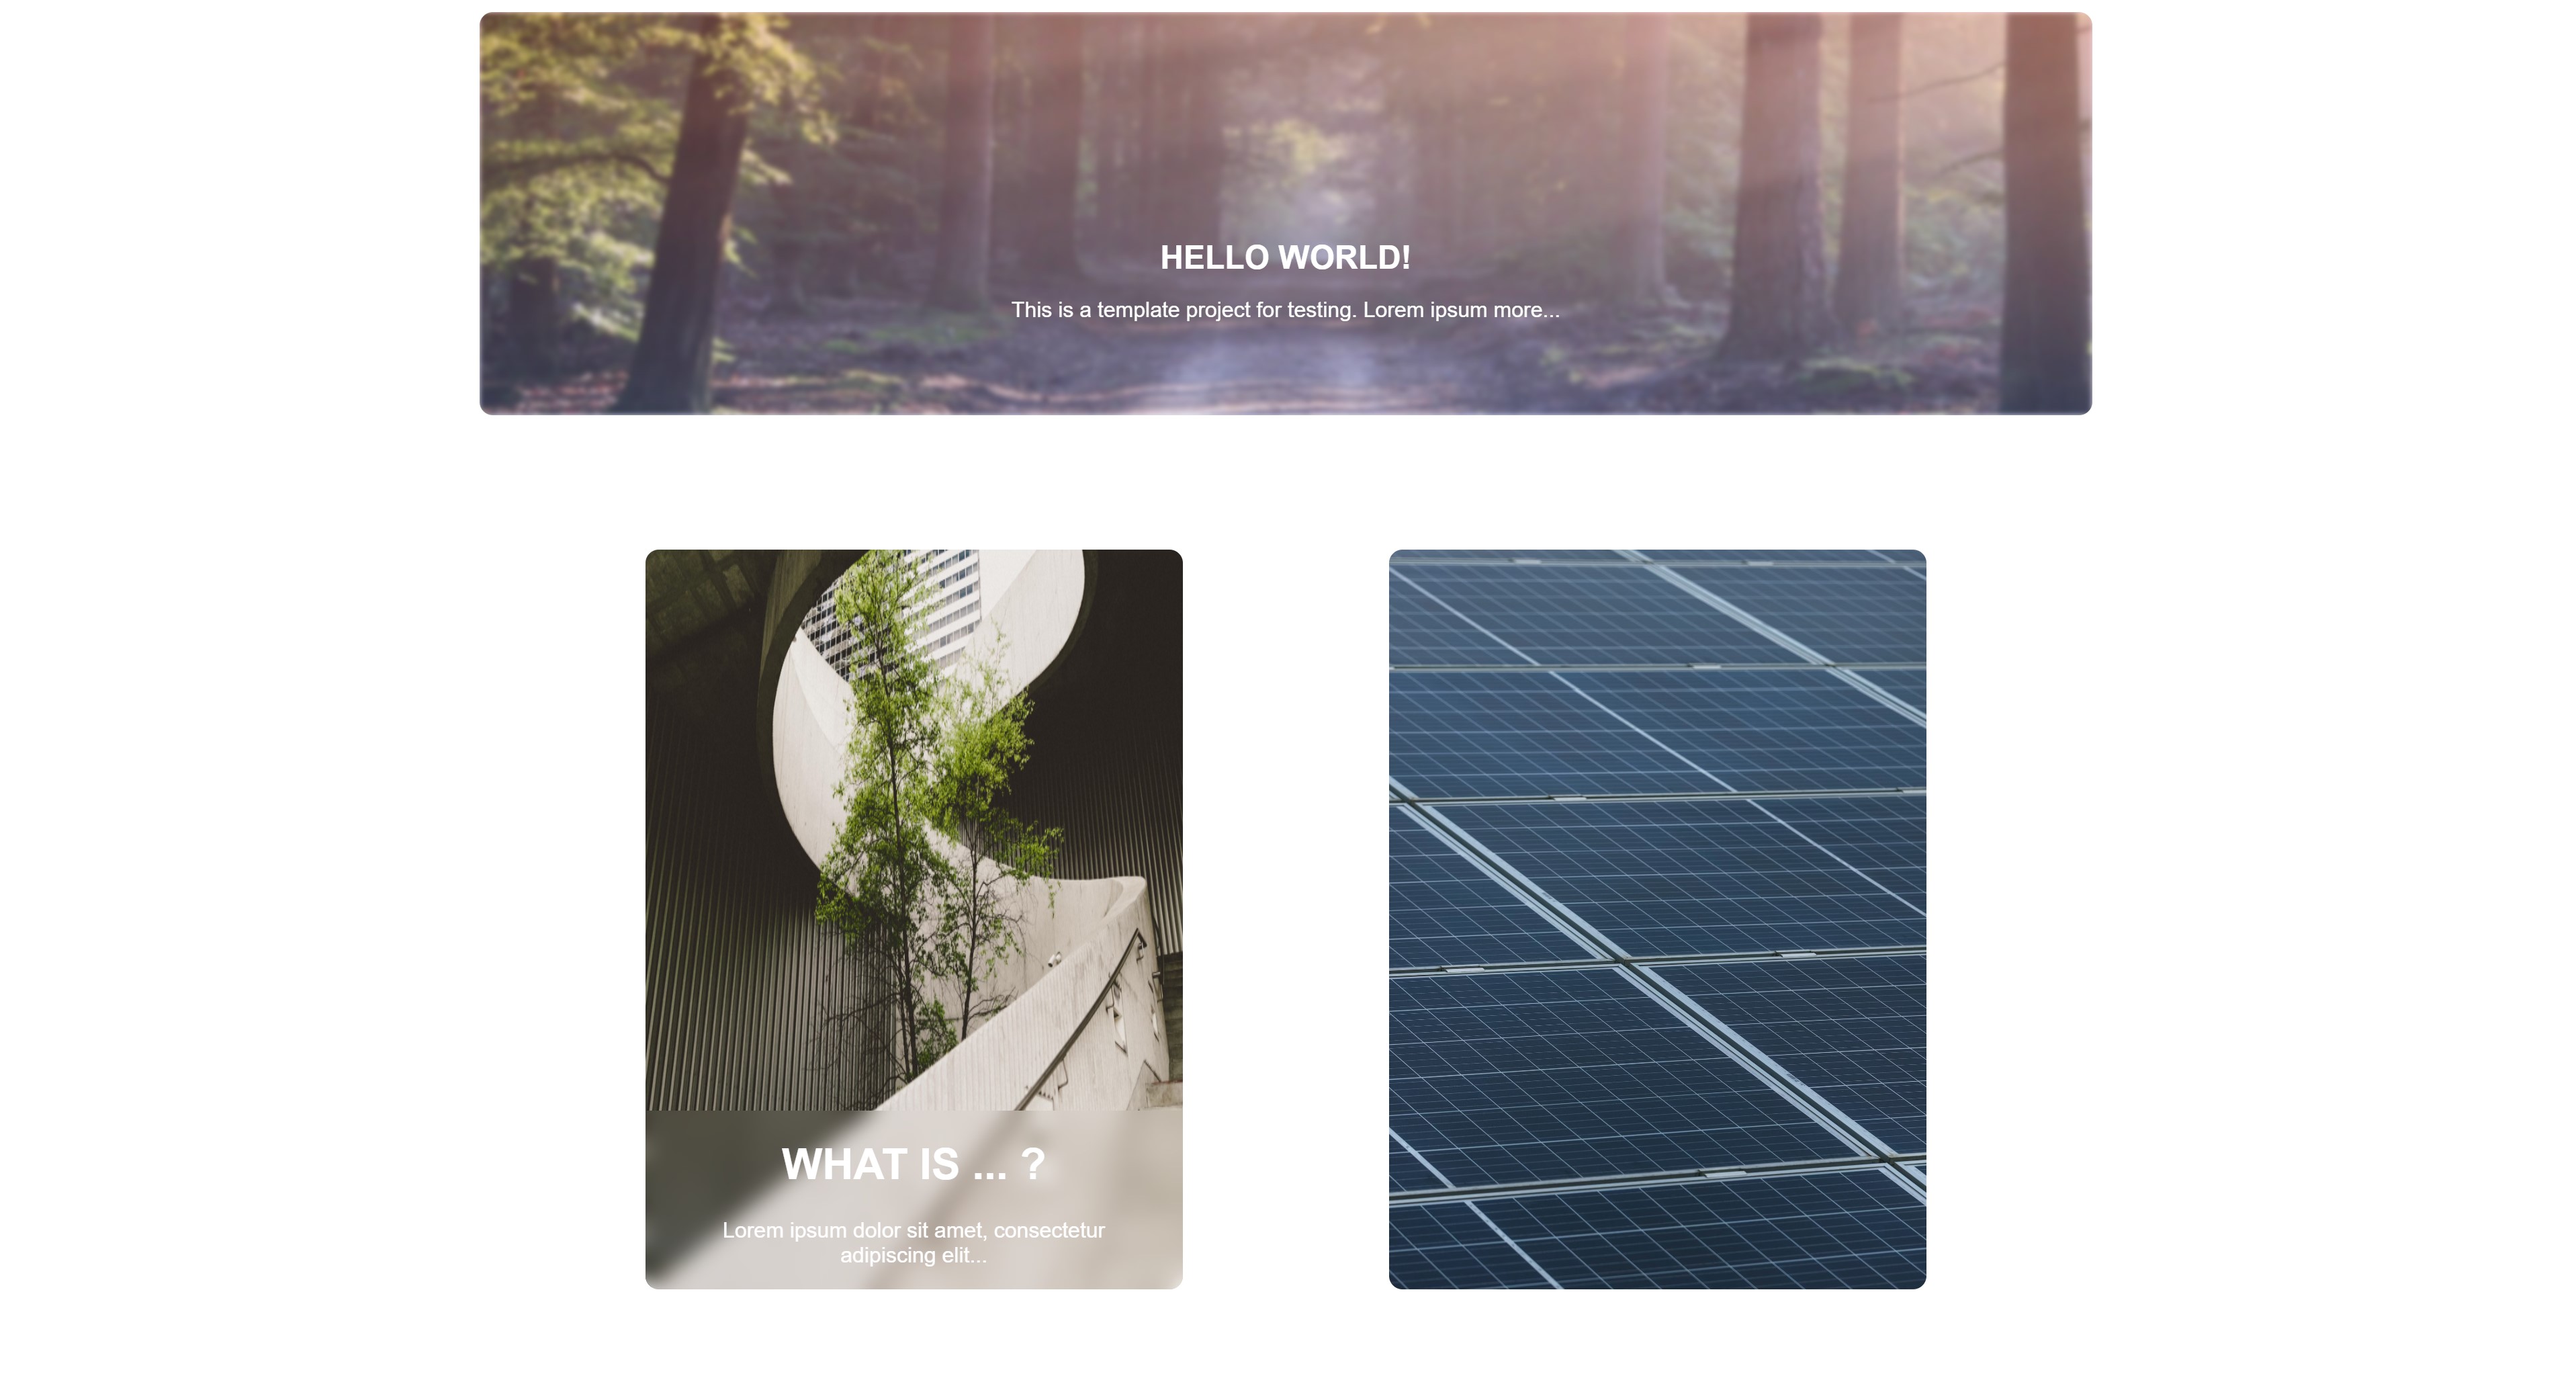 HELLO WORLD!
This is a template project for testing. Lorem ipsum more...
WHAT IS ... ?
Lorem ipsum dolor sit amet, consectetur
adipiscing elit...